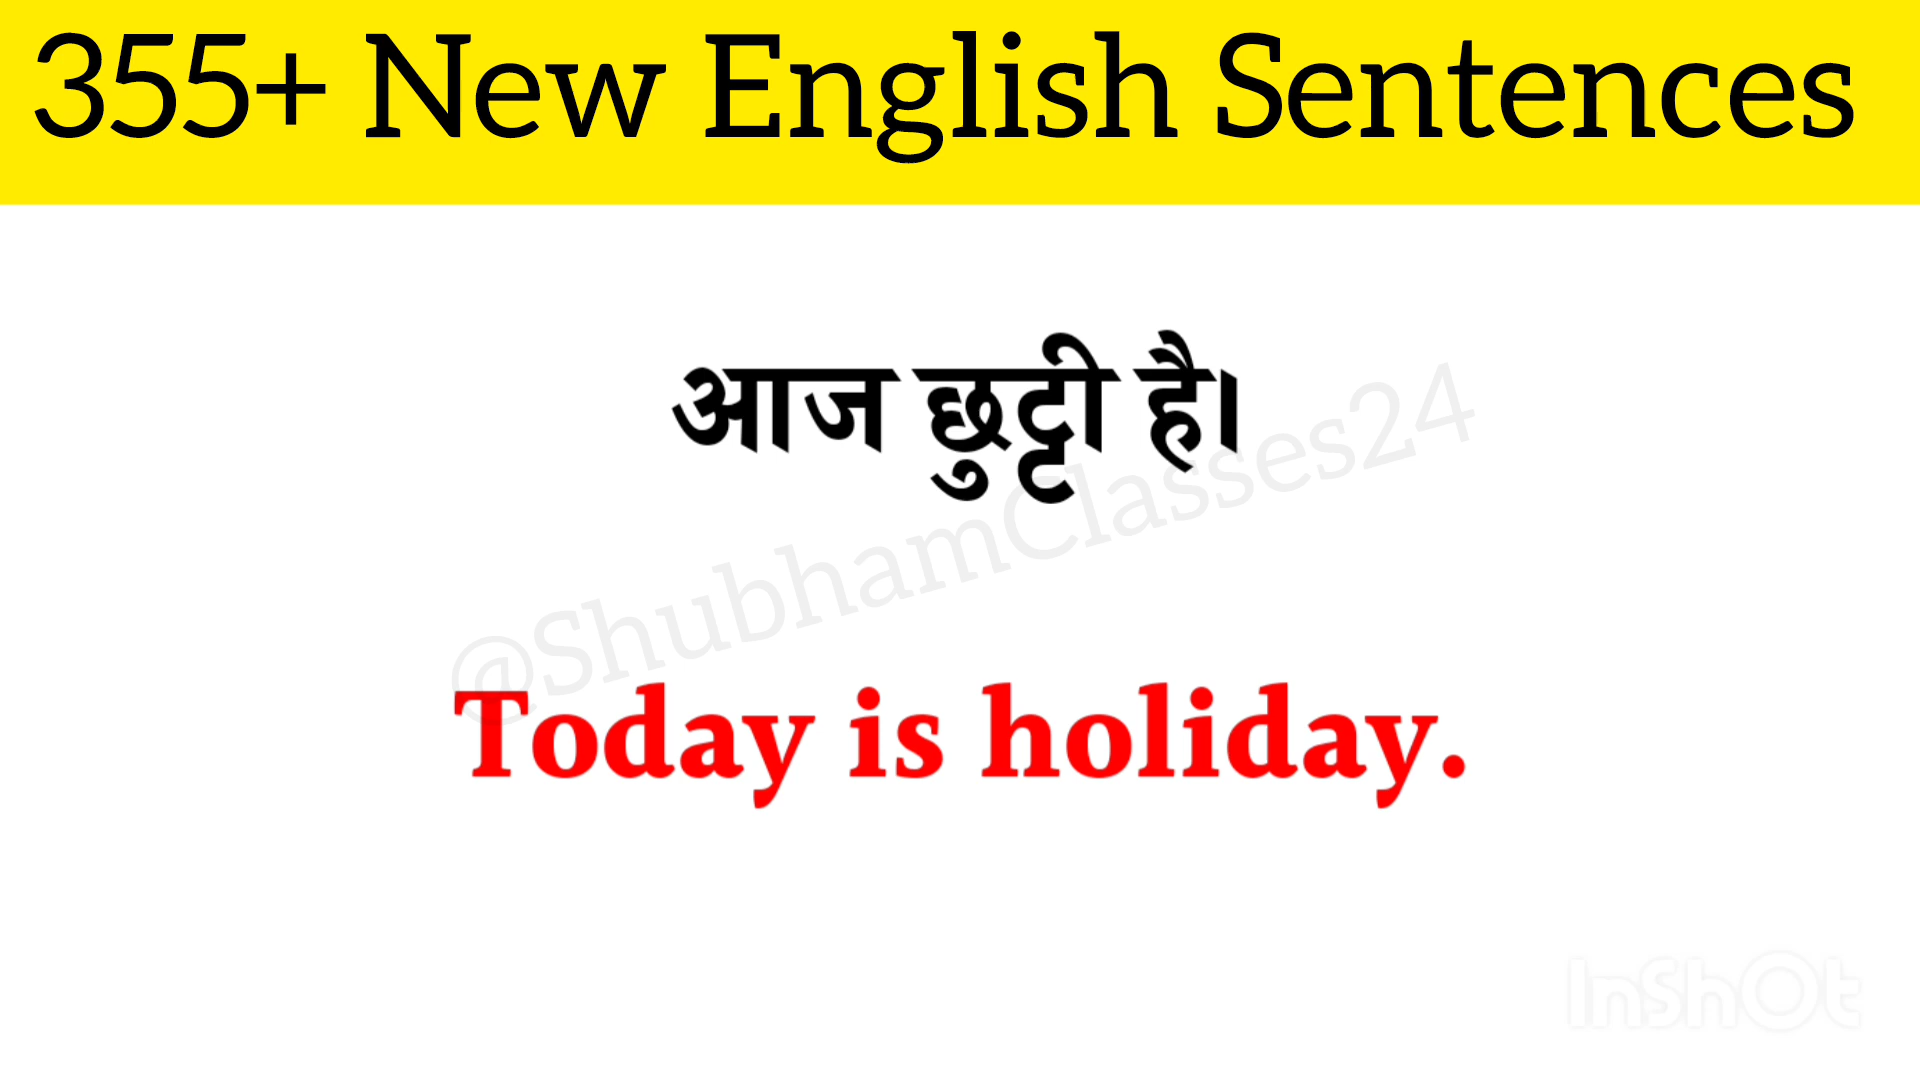 355+ New English Sentences
आज छुट्टी है।
@ShubhamClasses24
Today is holiday.
InShOt